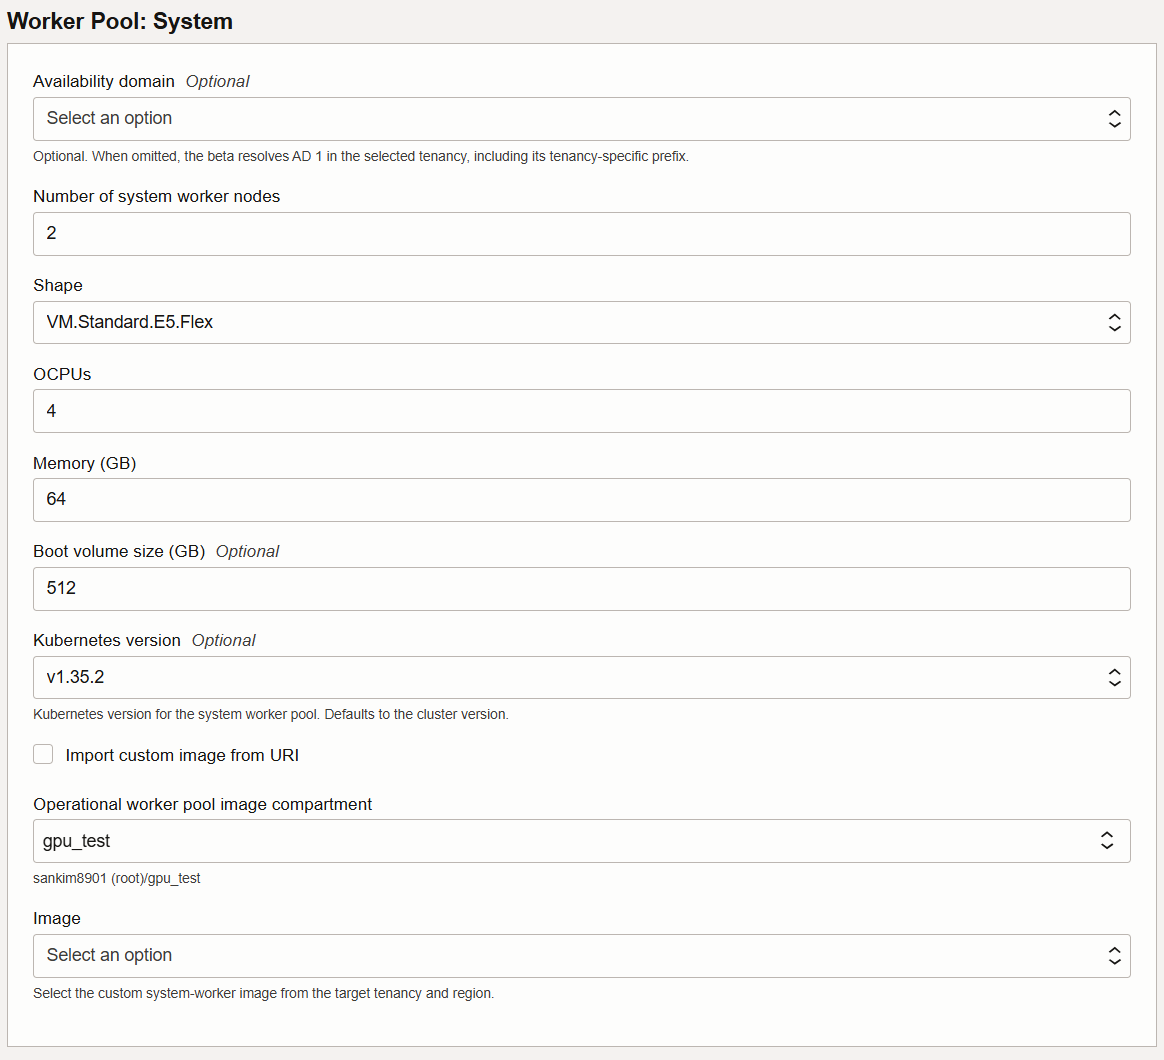 Worker Pool: System
Availability domain Optional
Select an option
Optional. When omitted, the beta resolves AD 1 in the selected tenancy, including its tenancy-specific prefix.
Number of system worker nodes
2
Shape
VM.Standard.E5.Flex
OCPUs
4
Memory (GB)
64
Boot volume size (GB) Optional
512
Kubernetes version Optional
v1.35.2
Kubernetes version for the system worker pool. Defaults to the cluster version.
Import custom image from URI
Operational worker pool image compartment
gpu_test
sankim8901 (root)/gpu_test
Image
Select an option
Select the custom system-worker image from the target tenancy and region.